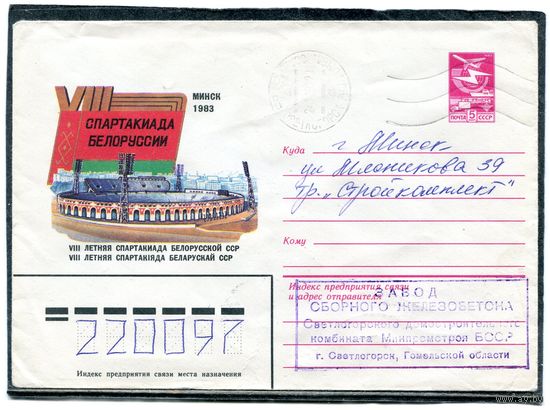 VIII
МИНСК
1983
СПАРТАКИАДА
БЕЛОРУССИИ
VIII ЛЕТНЯЯ СПАРТАКИАДА БЕЛОРУССКОЙ ССР
VIII ЛЕТНЯЯ СПАРТАКІЯДА БЕЛАРУСКАЙ ССР
ПОЧТА 5 СССР
Куда г Минск
ул 39
тр. "Стройкомплект"
Кому
Индекс предприятия связи
и адрес отправителя
ЗАВОД
СБОРНОГО ЖЕЛЕЗОБЕТОНА
Светлогорского домостроительного
комбината Минпромстроя БССР
г. Светлогорск, Гомельской области
220097
Индекс предприятия связи места назначения